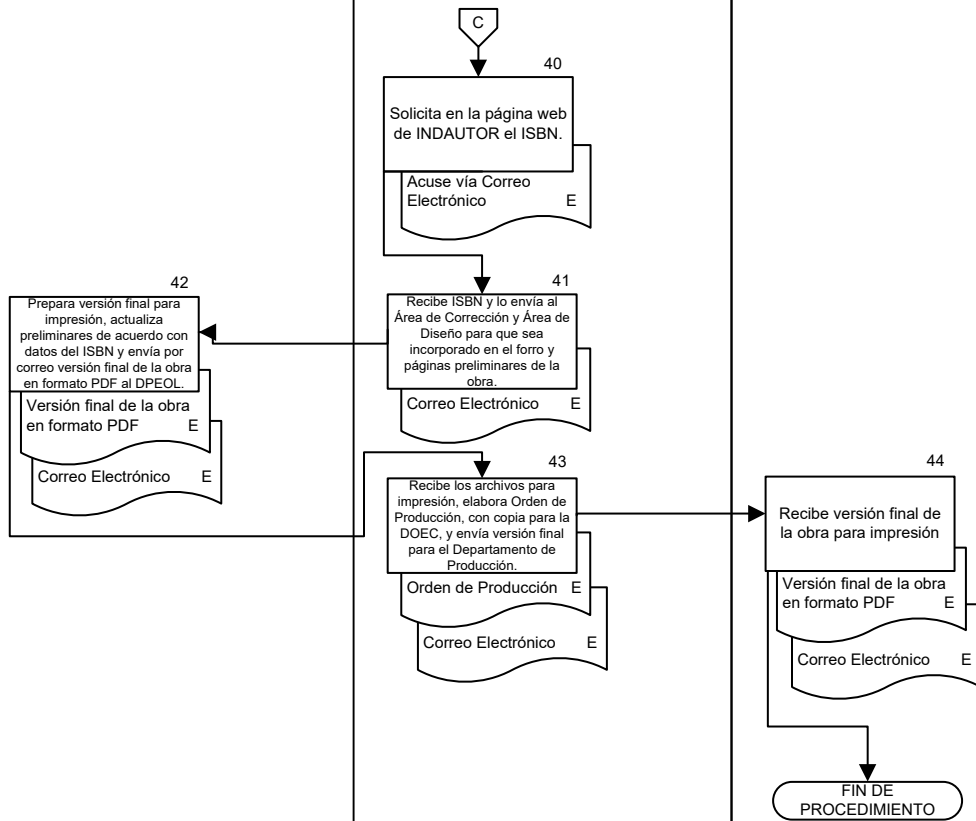 C
40
Solicita en la página web
de INDAUTOR el ISBN.
Acuse vía Correo
Electrónico E
41
Recibe ISBN y lo envía al
Área de Corrección y Área de
Diseño para que sea
incorporado en el forro y
páginas preliminares de la
obra.
Correo Electrónico E
42
Prepara versión final para
impresión, actualiza
preliminares de acuerdo con
datos del ISBN y envía por
correo versión final de la obra
en formato PDF al DPEOL.
Versión final de la obra
en formato PDF E
Correo Electrónico E
43
Recibe los archivos para
impresión, elabora Orden de
Producción, con copia para la
DOEC, y envía versión final
para el Departamento de
Producción.
Orden de Producción E
Correo Electrónico E
44
Recibe versión final de
la obra para impresión
Versión final de la obra
en formato PDF E
Correo Electrónico E
FIN DE
PROCEDIMIENTO